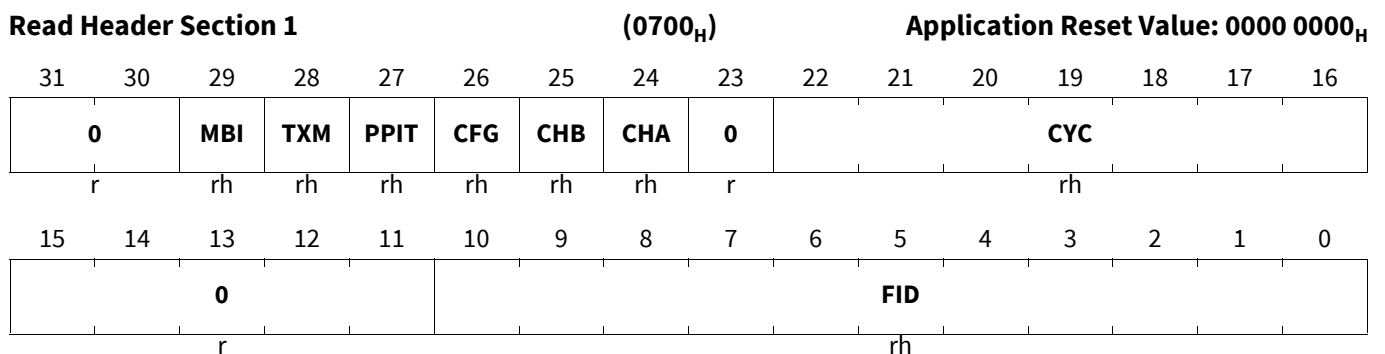 Read Header Section 1 (0700H) Application Reset Value: 0000 0000H
31 30 29 28 27 26 25 24 23 22 21 20 19 18 17 16
0 MBI TXM PPIT CFG CHB CHA 0 CYC
r rh rh rh rh rh rh r rh
15 14 13 12 11 10 9 8 7 6 5 4 3 2 1 0
0 FID
r rh